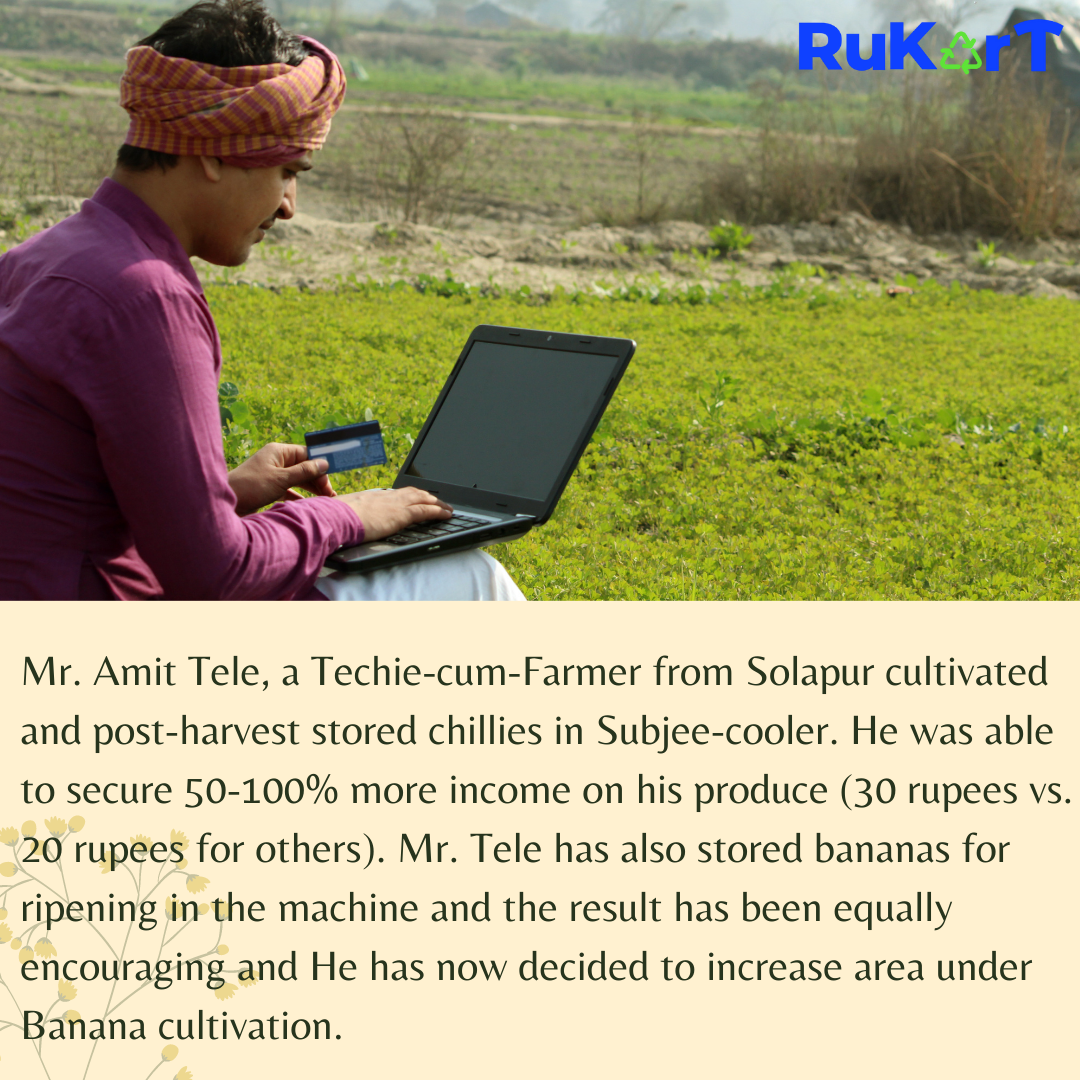 RuKarT
Mr. Amit Tele, a Techie-cum-Farmer from Solapur cultivated
and post-harvest stored chillies in Subjee-cooler. He was able
to secure 50-100% more income on his produce (30 rupees vs.
20 rupees for others). Mr. Tele has also stored bananas for
ripening in the machine and the result has been equally
encouraging and He has now decided to increase area under
Banana cultivation.